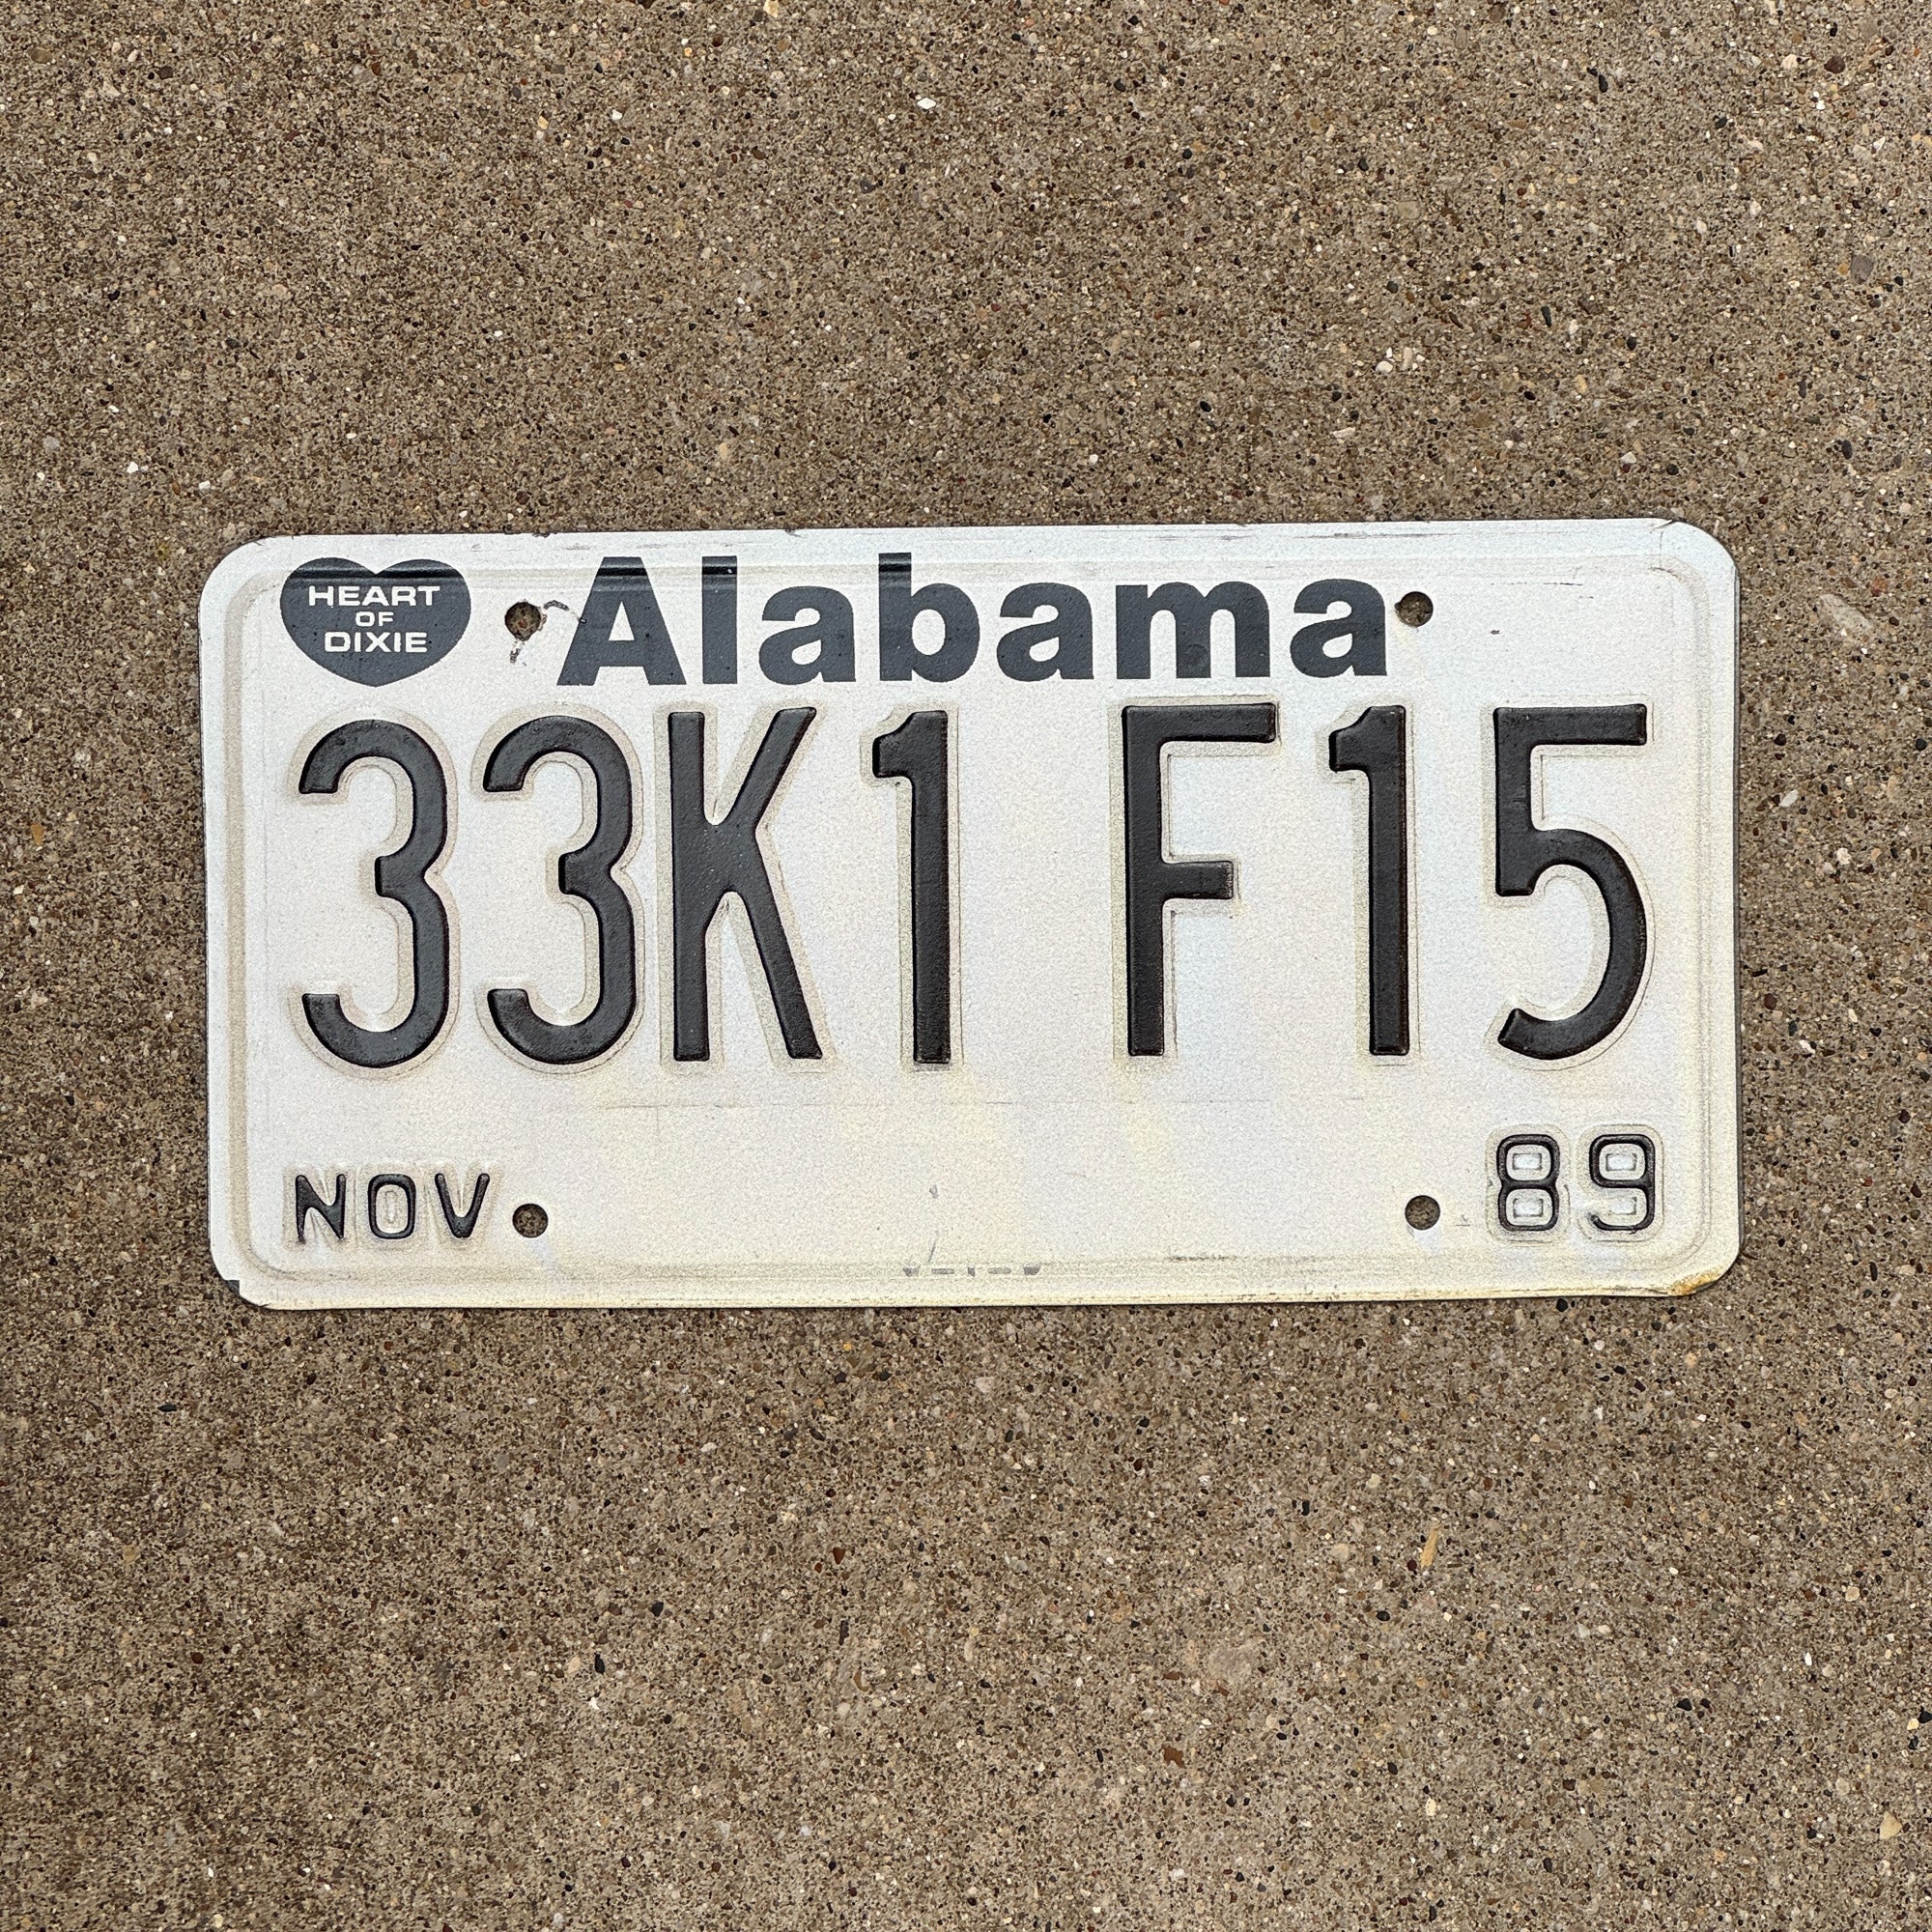 HEART
OF
DIXIE
Alabama
33K1 F15
NOV 89